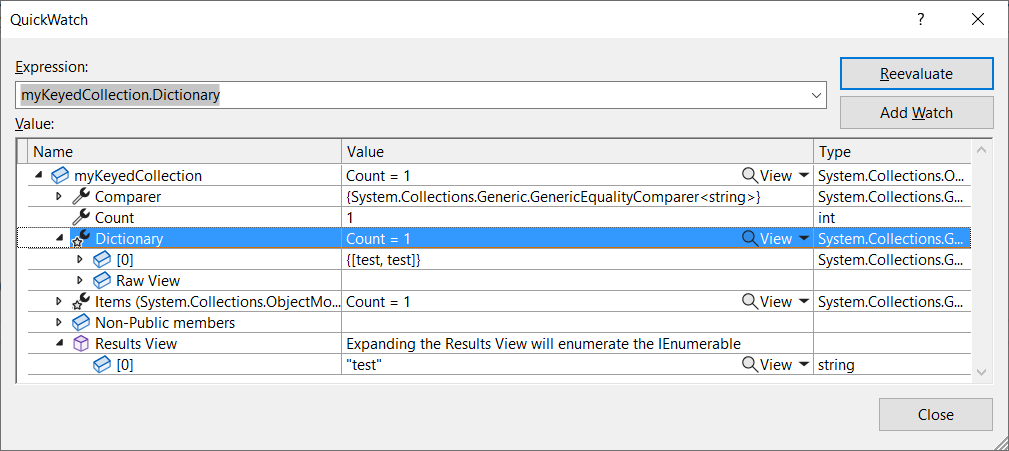 QuickWatch
Expression:
Reevaluate
myKeyedCollection.Dictionary
Add Watch
Value:
Name Value Type
myKeyedCollection Count = 1 View System.Collections.O...
Comparer {System.Collections.Generic.GenericEqualityComparer<string>} System.Collections.G...
Count 1 int
Dictionary Count = 1 View System.Collections.G...
[0] {[test, test]} System.Collections.G...
Raw View
Items (System.Collections.ObjectMo... Count = 1 View System.Collections.G...
Non-Public members
Results View Expanding the Results View will enumerate the IEnumerable
[0] "test" View string
Close